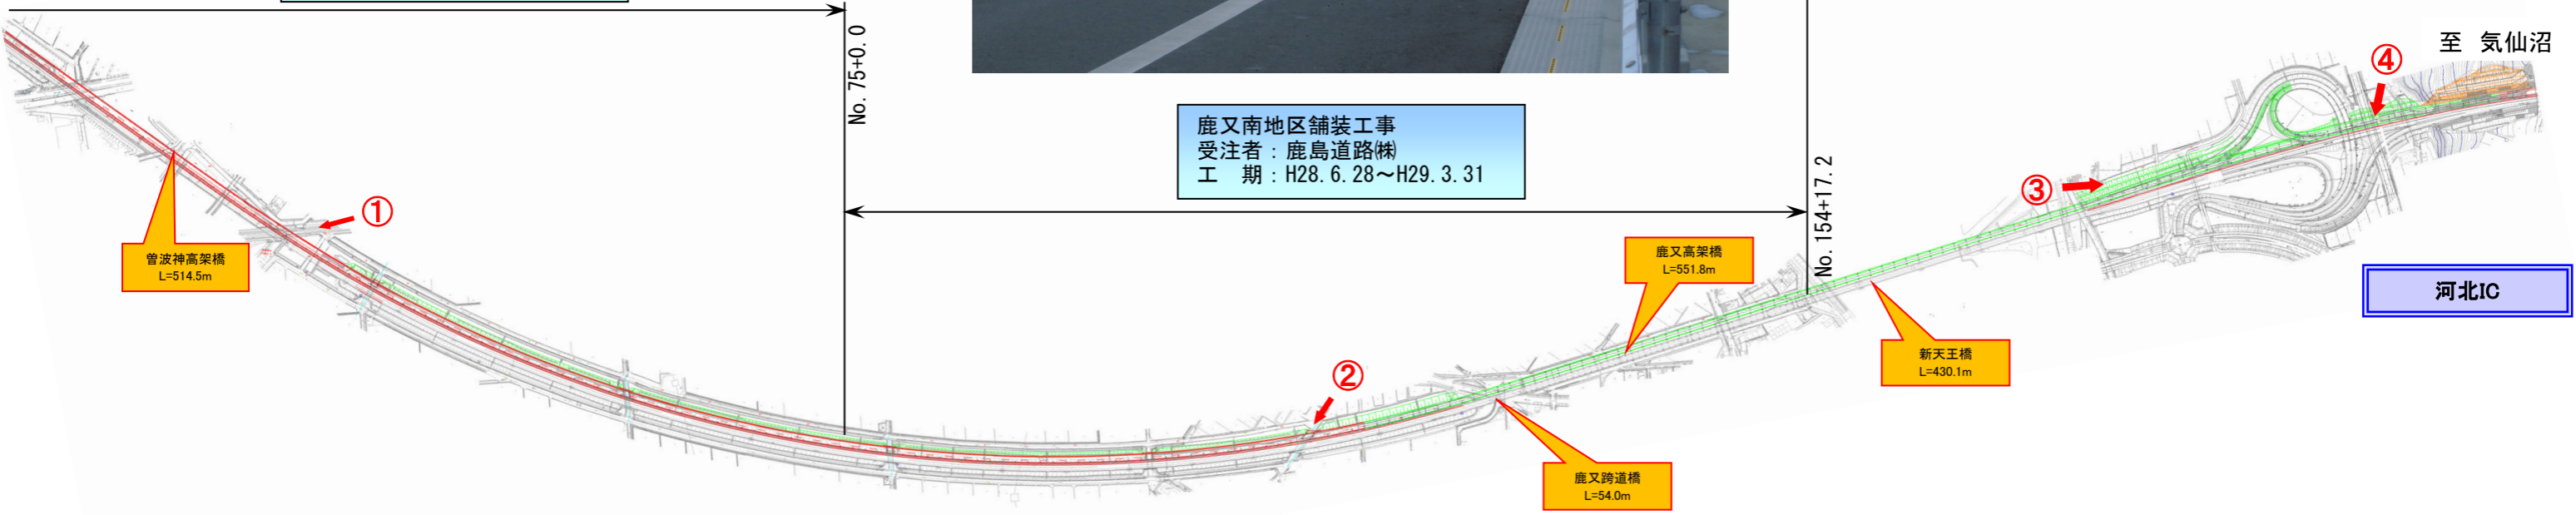 至 気仙沼
④
No. 75+0.0
鹿又南地区舗装工事
受注者：鹿島道路㈱
工　期：H28.6.28～H29.3.31
No. 154+17.2
③
①
曽波神高架橋
L=514.5m
鹿又高架橋
L=551.8m
河北IC
新天王橋
L=430.1m
②
鹿又跨道橋
L=54.0m